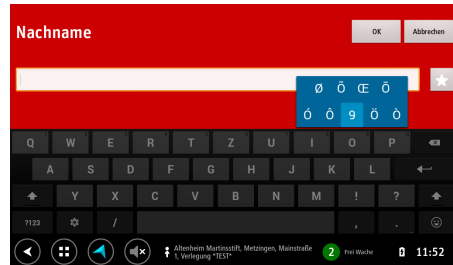 Nachname
OK
Abbrechen
Ø Õ Œ Ō
Ó Ô 9 Ö Ò
Q W E R T Z U I O P
A S D F G H J K L
Y X C V B N M ! ?
?123 / , .
Altenheim Martinsstift, Metzingen, Mainstraße
1, Verlegung *TEST*
2 Frei Wache
11:52